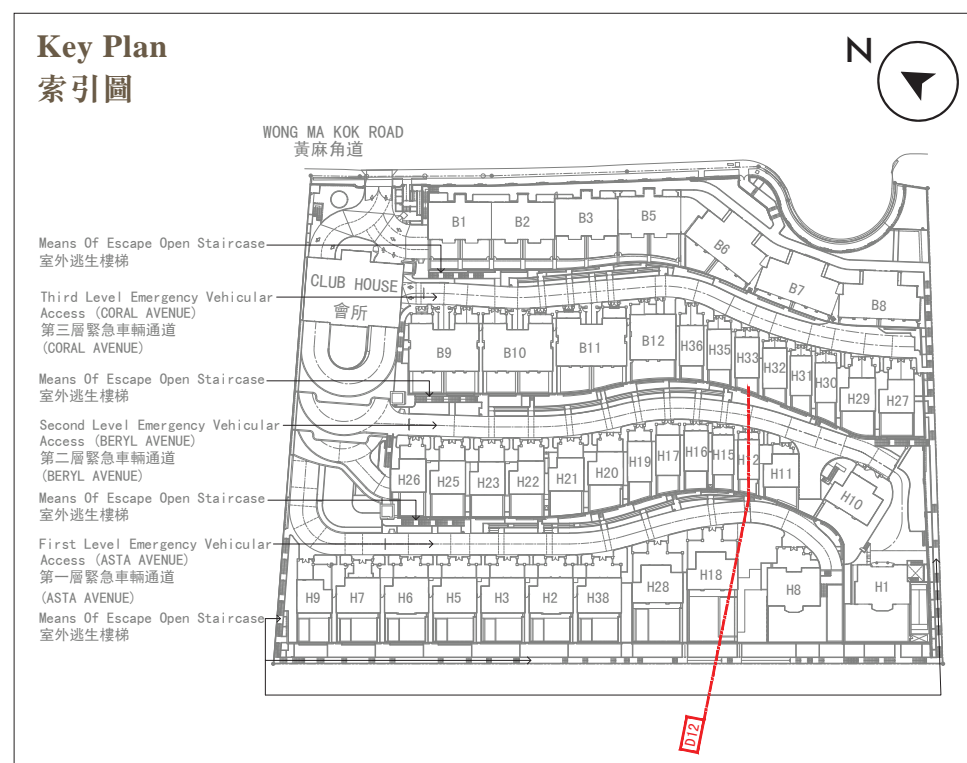 Key Plan
索引圖
N
WONG MA KOK ROAD
黃麻角道
B1
B2
B3
B5
B6
B7
B8
Means Of Escape Open Staircase
室外逃生樓梯
CLUB HOUSE
會所
Third Level Emergency Vehicular
Access (CORAL AVENUE)
第三層緊急車輛通道
(CORAL AVENUE)
B9
B10
B11
B12
H36
H35
H33
H32
H31
H30
H29
H27
Means Of Escape Open Staircase
室外逃生樓梯
Second Level Emergency Vehicular
Access (BERYL AVENUE)
第二層緊急車輛通道
(BERYL AVENUE)
H26
H25
H23
H22
H21
H20
H19
H17
H16
H15
H12
H11
H10
Means Of Escape Open Staircase
室外逃生樓梯
First Level Emergency Vehicular
Access (ASTA AVENUE)
第一層緊急車輛通道
(ASTA AVENUE)
H9
H7
H6
H5
H3
H2
H38
H28
H18
H8
H1
Means Of Escape Open Staircase
室外逃生樓梯
D12